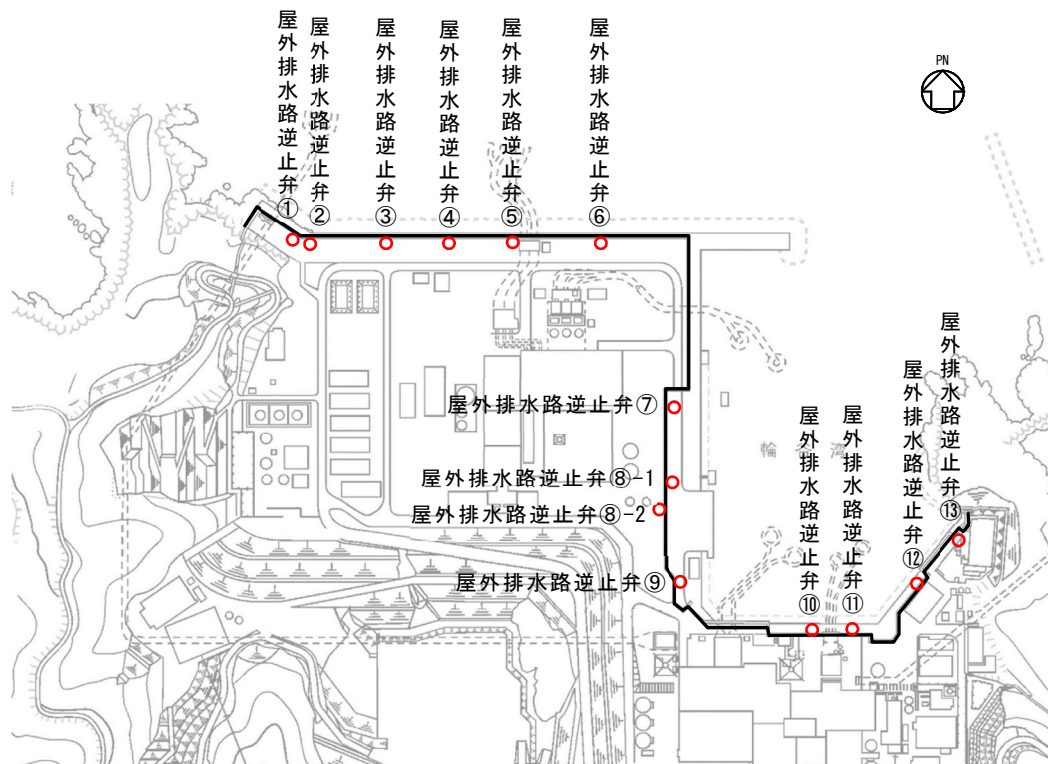 屋外排水路逆止弁①
屋外排水路逆止弁②
屋外排水路逆止弁③
屋外排水路逆止弁④
屋外排水路逆止弁⑤
屋外排水路逆止弁⑥
PN
屋外排水路逆止弁⑦
屋外排水路逆止弁⑧-1
屋外排水路逆止弁⑧-2
屋外排水路逆止弁⑨
屋外排水路逆止弁⑩
屋外排水路逆止弁⑪
屋外排水路逆止弁⑫
屋外排水路逆止弁⑬
輪谷湾